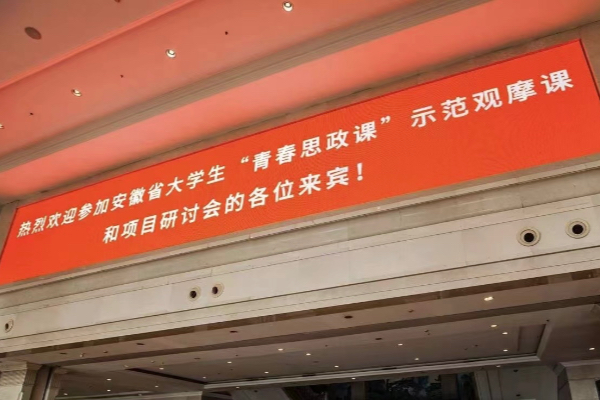 热烈欢迎参加安徽省大学生“青春思政课”示范观摩课
和项目研讨会的各位来宾！